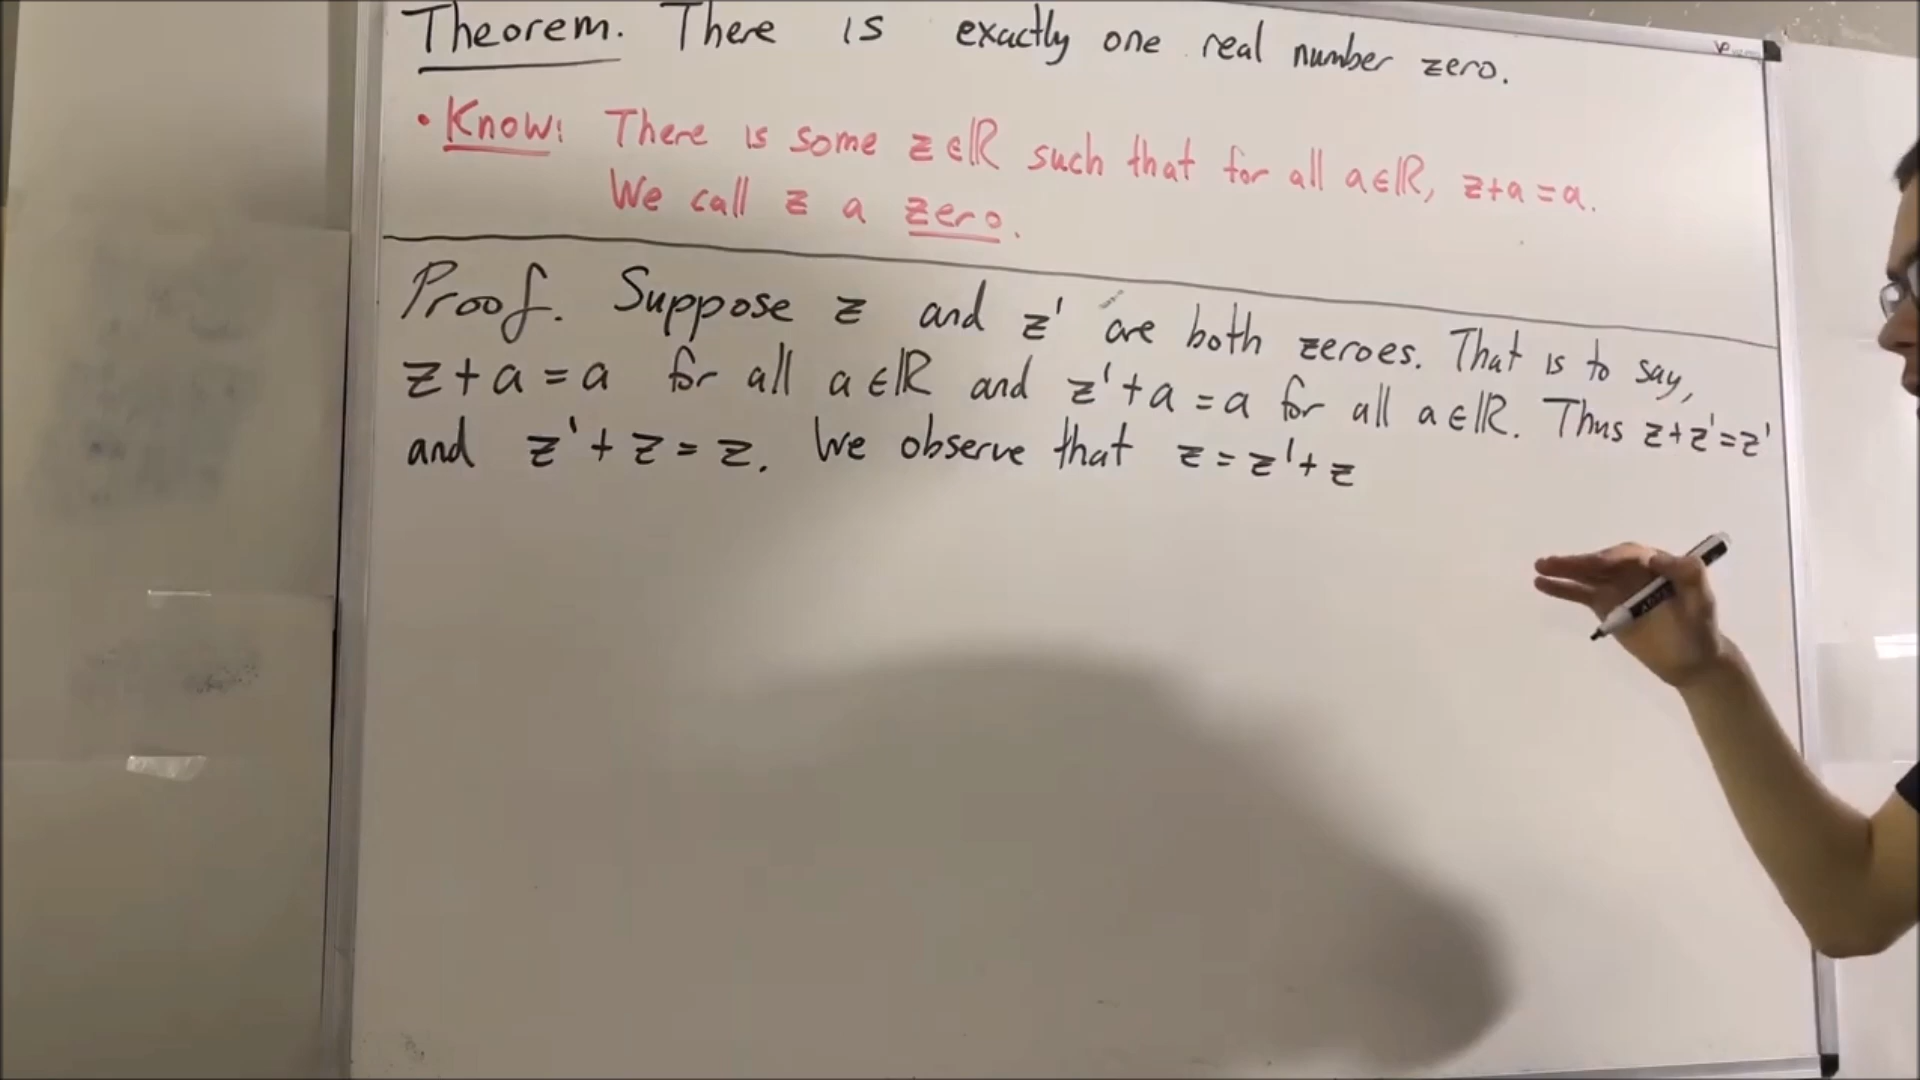 Theorem. There is exactly one real number zero.
• Know: There is some z∈ℝ such that for all a∈ℝ, z+a=a.
We call z a zero.
Proof. Suppose z and z' are both zeroes. That is to say,
z+a=a for all a∈ℝ and z'+a=a for all a∈ℝ. Thus z+z'=z'
and z'+z=z. We observe that z=z'+z